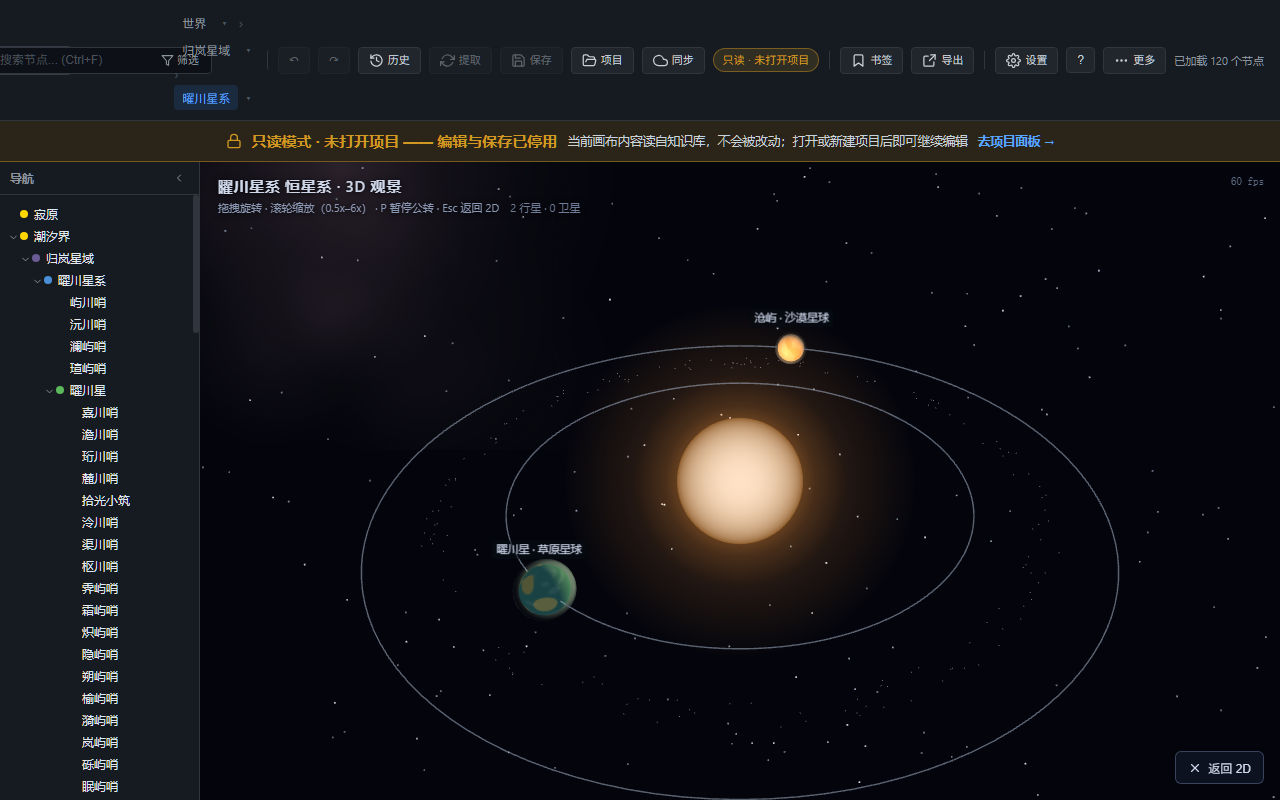 世界
搜索节点... (Ctrl+F)
筛选
归岚星域
曜川星系
历史
提取
保存
项目
同步
只读 · 未打开项目
书签
导出
设置
?
更多
已加载 120 个节点
只读模式 · 未打开项目 —— 编辑与保存已停用 当前画布内容读自知识库，不会被改动；打开或新建项目后即可继续编辑 去项目面板 →
导航
寂原
潮汐界
归岚星域
曜川星系
屿川哨
沅川哨
澜屿哨
瑄屿哨
曜川星
嘉川哨
澹川哨
珩川哨
麓川哨
拾光小筑
泠川哨
渠川哨
枢川哨
霁屿哨
霜屿哨
炽屿哨
隐屿哨
朔屿哨
榆屿哨
漪屿哨
岚屿哨
砾屿哨
眠屿哨
曜川星系 恒星系 · 3D 观景
拖拽旋转 · 滚轮缩放（0.5x–6x） · P 暂停公转 · Esc 返回 2D 2 行星 · 0 卫星
60 fps
沧屿 · 沙漠星球
曜川星 · 草原星球
返回 2D